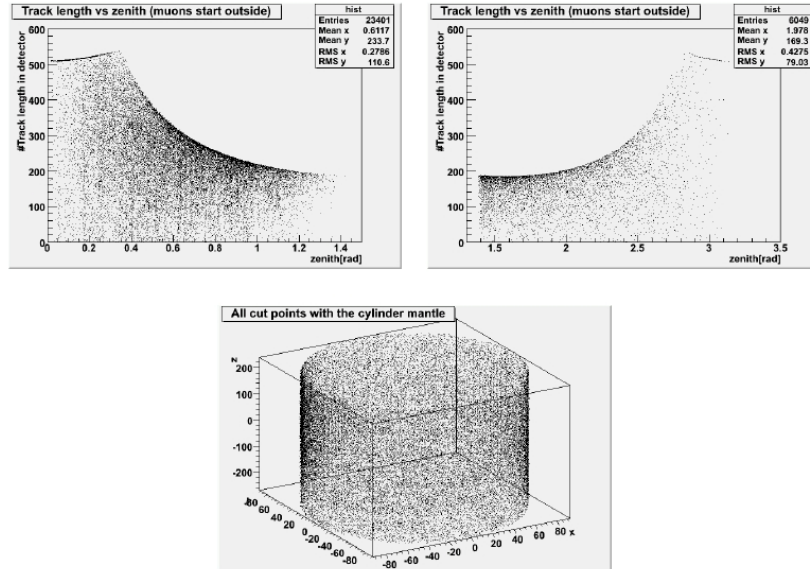 Track length vs zenith (muons start outside)
hist
Entries 23401
Mean x 0.6117
Mean y 233.7
RMS x 0.2786
RMS y 110.6
#Track length in detector
600
500
400
300
200
100
0
0 0.2 0.4 0.6 0.8 1 1.2 1.4
zenith[rad]
Track length vs zenith (muons start outside)
hist
Entries 6049
Mean x 1.978
Mean y 169.3
RMS x 0.4275
RMS y 79.03
#Track length in detector
600
500
400
300
200
100
0
1.5 2 2.5 3 3.5
zenith[rad]
All cut points with the cylinder mantle
z
200
100
0
-100
-200
60 40 20 0 -20 -40 -60 -80
-80 -60 -40 -20 0 20 40 60 80 x